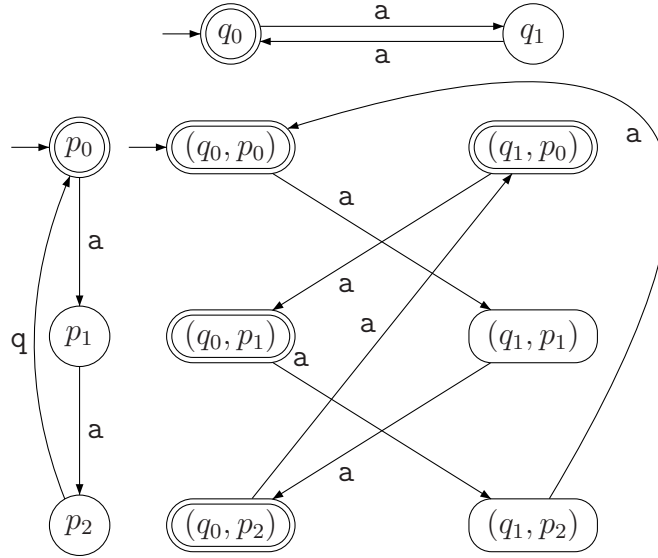 a
q₀ q₁
a
p₀ (q₀, p₀) (q₁, p₀) a
a
a
a
a
q p₁ (q₀, p₁) a (q₁, p₁)
a
a
p₂ (q₀, p₂) (q₁, p₂)